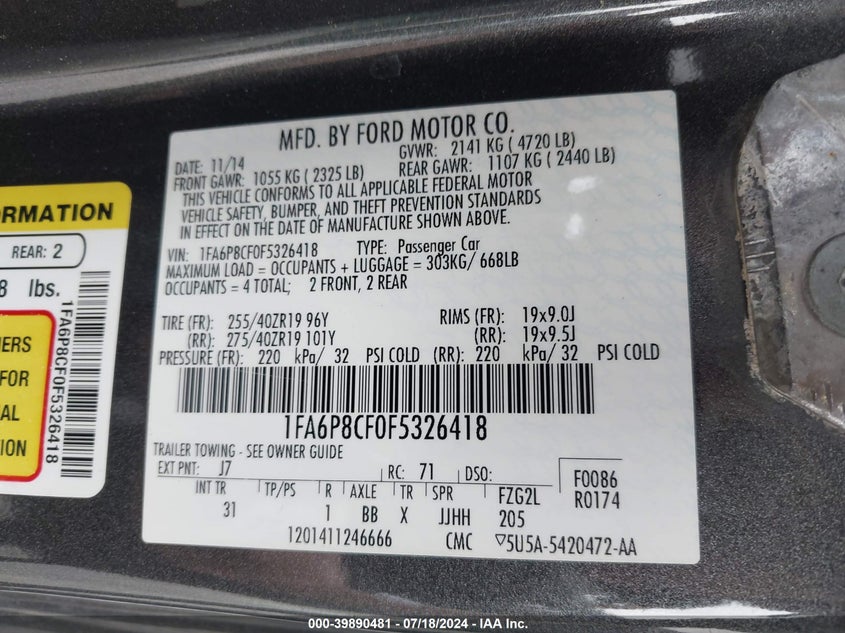 MFD. BY FORD MOTOR CO.
DATE: 11/14 GVWR: 2141 KG ( 4720 LB)
FRONT GAWR: 1055 KG ( 2325 LB) REAR GAWR: 1107 KG ( 2440 LB)
THIS VEHICLE CONFORMS TO ALL APPLICABLE FEDERAL MOTOR
VEHICLE SAFETY, BUMPER, AND THEFT PREVENTION STANDARDS
IN EFFECT ON THE DATE OF MANUFACTURE SHOWN ABOVE.
VIN: 1FA6P8CF0F5326418 TYPE: Passenger Car
MAXIMUM LOAD = OCCUPANTS + LUGGAGE = 303KG/ 668LB
OCCUPANTS = 4 TOTAL; 2 FRONT, 2 REAR
TIRE (FR): 255/40ZR19 96Y RIMS (FR): 19x9.0J
(RR): 275/40ZR19 101Y (RR): 19x9.5J
PRESSURE (FR): 220 kPa/ 32 PSI COLD (RR): 220 kPa/ 32 PSI COLD
1FA6P8CF0F5326418
TRAILER TOWING - SEE OWNER GUIDE
EXT PNT: J7 RC: 71 DSO: F0086
R0174
INT TR TP/PS R AXLE TR SPR FZG2L
31 1 BB X JJHH 205
1201411246666 CMC ▽5U5A-5420472-AA
ORMATION
REAR: 2
8 lbs.
NERS
FOR
AL
ION
1FA6P8CF0F5326418
000-39890481 - 07/18/2024 - IAA Inc.